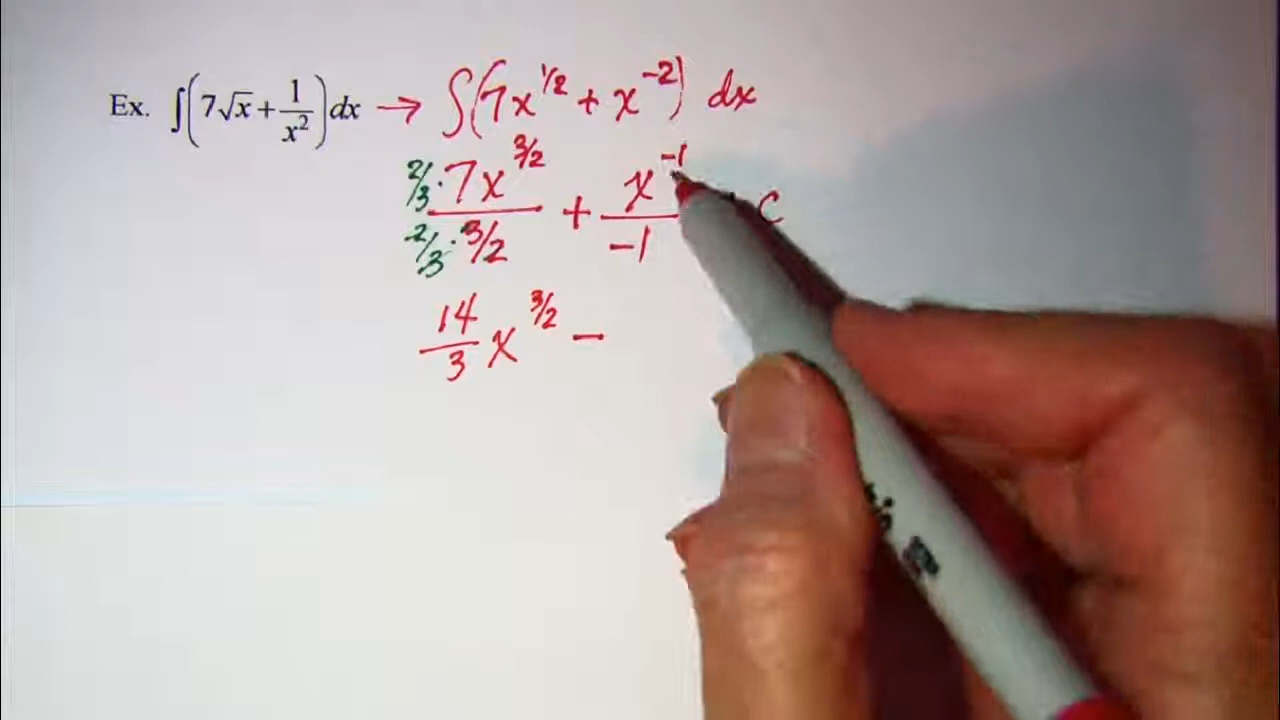 Ex. ∫(7√x + 1/x²) dx → ∫(7x^1/2 + x^-2) dx
2/3 · 7x^3/2 / 2/3 · 3/2 + x^-1 / -1 C
14/3 x^3/2 -